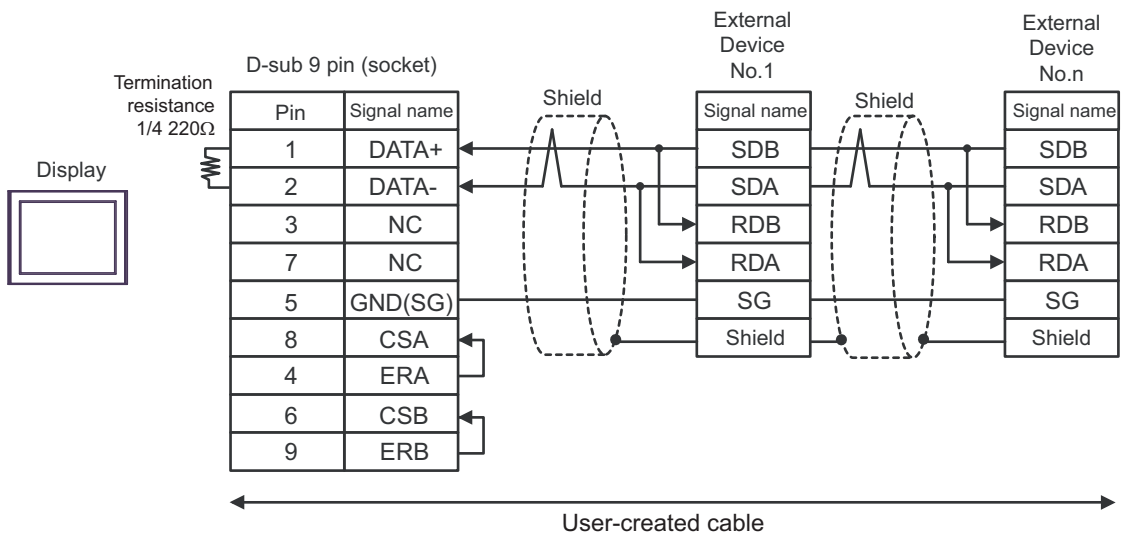 External
Device
No.1
External
Device
No.n
D-sub 9 pin (socket)
Termination
resistance
1/4 220Ω
Display
Shield
Shield
Pin Signal name
1 DATA+
2 DATA-
3 NC
7 NC
5 GND(SG)
8 CSA
4 ERA
6 CSB
9 ERB
Signal name
SDB
SDA
RDB
RDA
SG
Shield
Signal name
SDB
SDA
RDB
RDA
SG
Shield
User-created cable